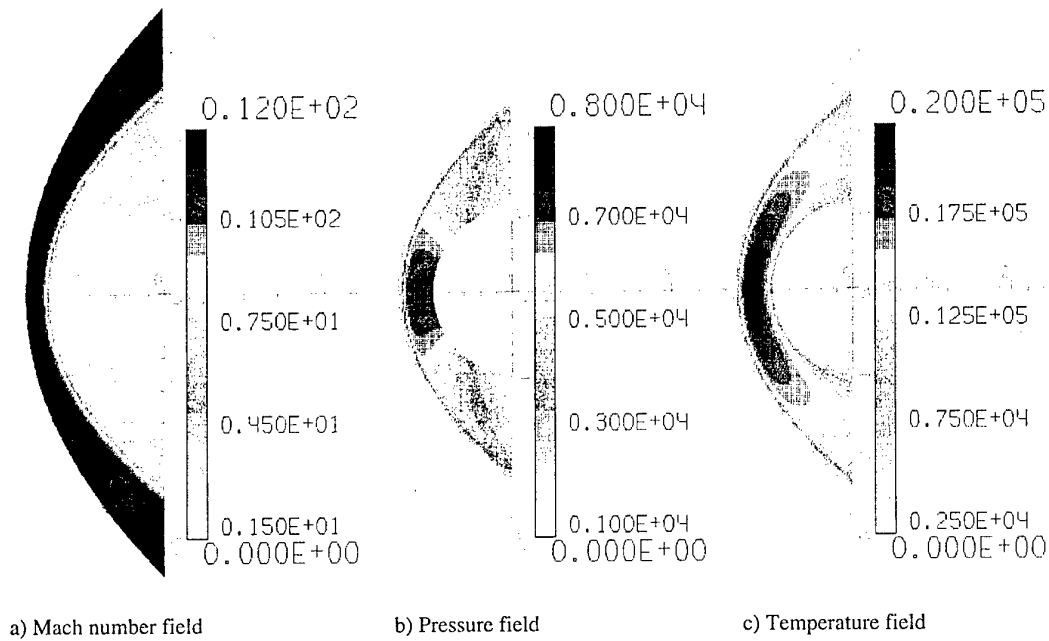 0.120E+02
0.105E+02
0.750E+01
0.450E+01
0.150E+01
0.000E+00
0.800E+04
0.700E+04
0.500E+04
0.300E+04
0.100E+04
0.000E+00
0.200E+05
0.175E+05
0.125E+05
0.750E+04
0.250E+04
0.000E+00
a) Mach number field
b) Pressure field
c) Temperature field